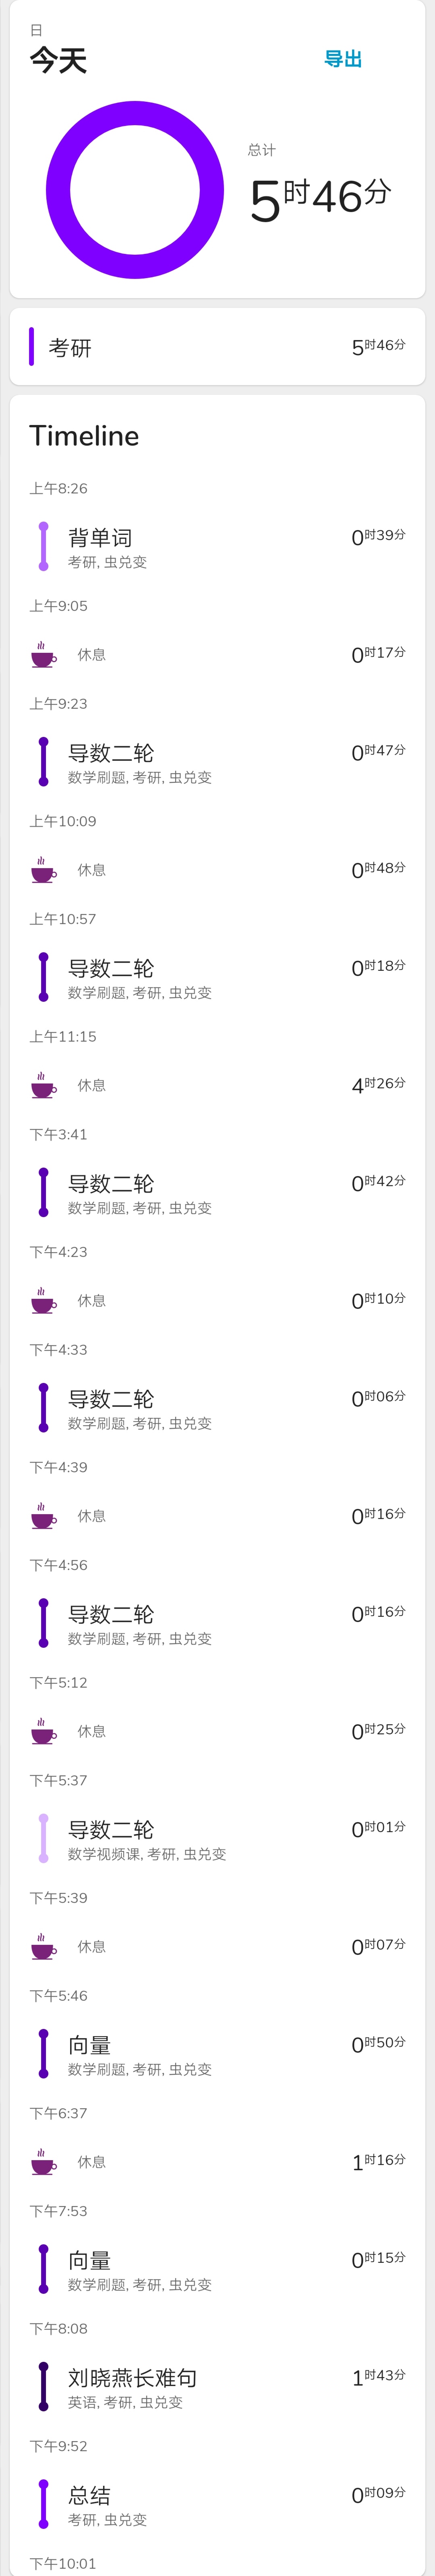 日
今天
导出
总计
5时46分
考研 5时46分
Timeline
上午8:26
背单词 0时39分
考研, 虫兑变
上午9:05
休息 0时17分
上午9:23
导数二轮 0时47分
数学刷题, 考研, 虫兑变
上午10:09
休息 0时48分
上午10:57
导数二轮 0时18分
数学刷题, 考研, 虫兑变
上午11:15
休息 4时26分
下午3:41
导数二轮 0时42分
数学刷题, 考研, 虫兑变
下午4:23
休息 0时10分
下午4:33
导数二轮 0时06分
数学刷题, 考研, 虫兑变
下午4:39
休息 0时16分
下午4:56
导数二轮 0时16分
数学刷题, 考研, 虫兑变
下午5:12
休息 0时25分
下午5:37
导数二轮 0时01分
数学视频课, 考研, 虫兑变
下午5:39
休息 0时07分
下午5:46
向量 0时50分
数学刷题, 考研, 虫兑变
下午6:37
休息 1时16分
下午7:53
向量 0时15分
数学刷题, 考研, 虫兑变
下午8:08
刘晓燕长难句 1时43分
英语, 考研, 虫兑变
下午9:52
总结 0时09分
考研, 虫兑变
下午10:01